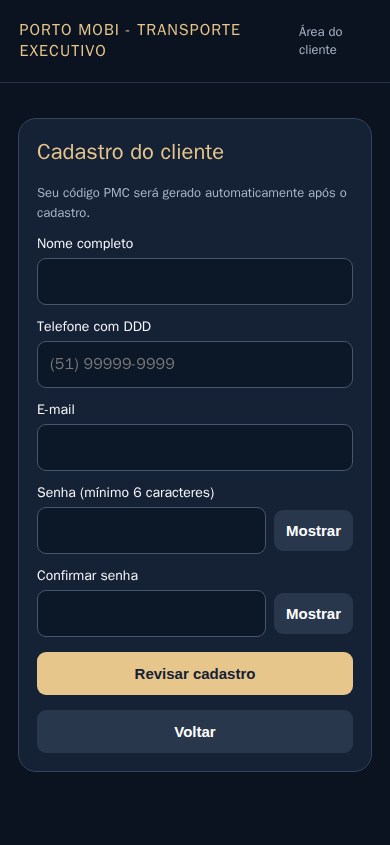 PORTO MOBI - TRANSPORTE
EXECUTIVO
Área do
cliente
Cadastro do cliente
Seu código PMC será gerado automaticamente após o
cadastro.
Nome completo
Telefone com DDD
(51) 99999-9999
E-mail
Senha (mínimo 6 caracteres)
Mostrar
Confirmar senha
Mostrar
Revisar cadastro
Voltar